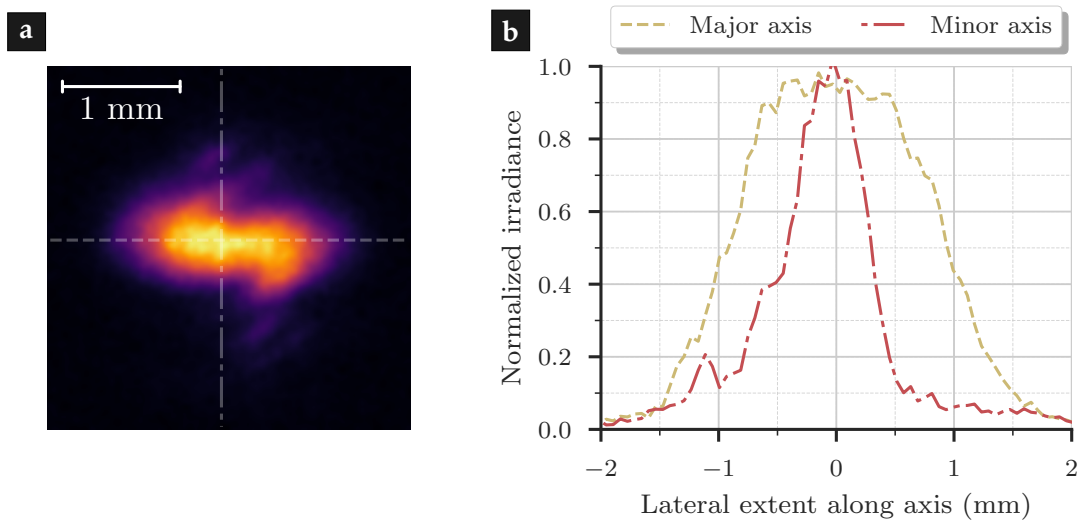 a
1 mm
b
Major axis
Minor axis
Normalized irradiance
1.0
0.8
0.6
0.4
0.2
0.0
−2
−1
0
1
2
Lateral extent along axis (mm)